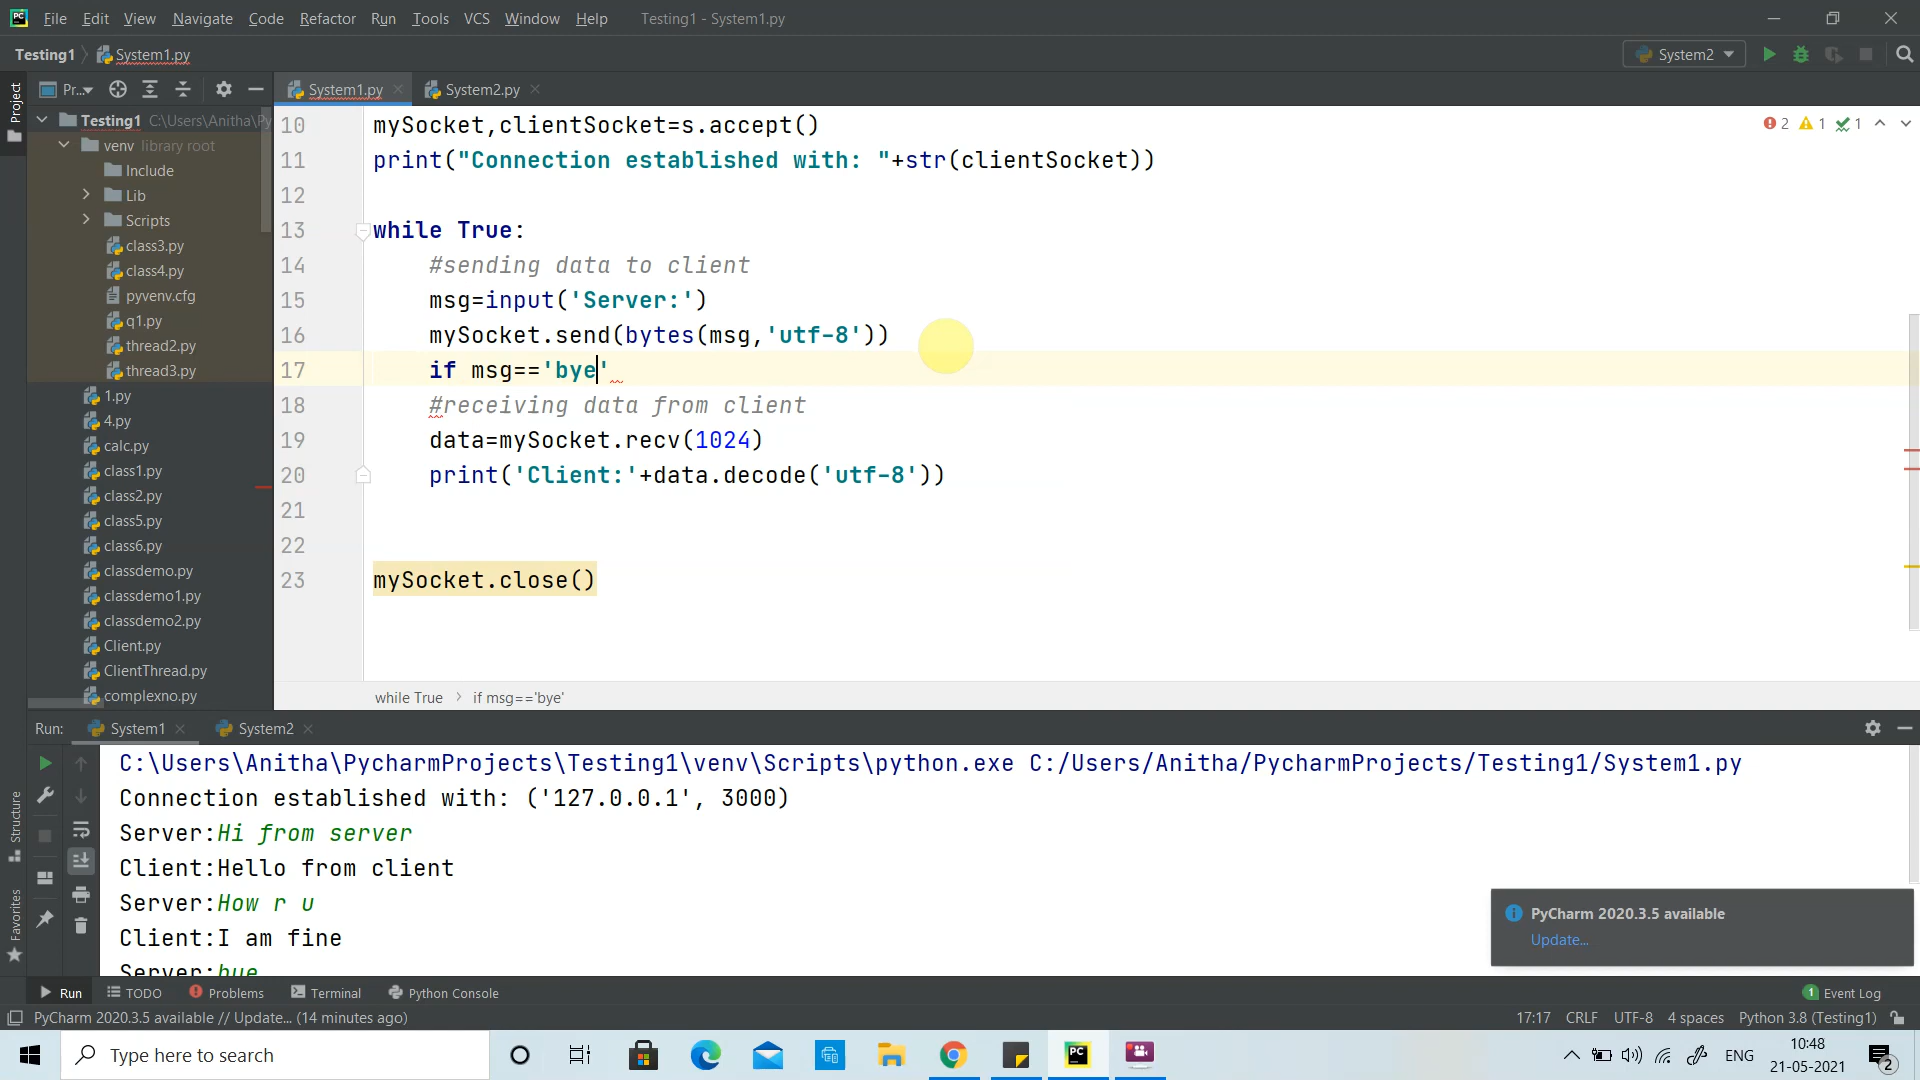 File Edit View Navigate Code Refactor Run Tools VCS Window Help Testing1 - System1.py
Testing1 System1.py System2
Project
Pr... System1.py System2.py
Testing1 C:\Users\Anitha\Py
venv library root
Include
Lib
Scripts
class3.py
class4.py
pyvenv.cfg
q1.py
thread2.py
thread3.py
1.py
4.py
calc.py
class1.py
class2.py
class5.py
class6.py
classdemo.py
classdemo1.py
classdemo2.py
Client.py
ClientThread.py
complexno.py
2 1 1
10 mySocket,clientSocket=s.accept()
11 print("Connection established with: "+str(clientSocket))
12
13 while True:
14 #sending data to client
15 msg=input('Server:')
16 mySocket.send(bytes(msg,'utf-8'))
17 if msg=='bye'
18 #receiving data from client
19 data=mySocket.recv(1024)
20 print('Client:'+data.decode('utf-8'))
21
22
23 mySocket.close()
while True if msg=='bye'
Run: System1 System2
C:\Users\Anitha\PycharmProjects\Testing1\venv\Scripts\python.exe C:/Users/Anitha/PycharmProjects/Testing1/System1.py
Connection established with: ('127.0.0.1', 3000)
Server:Hi from server
Client:Hello from client
Server:How r u
Client:I am fine
Server:bye
Structure
Favorites
PyCharm 2020.3.5 available
Update...
Run TODO Problems Terminal Python Console 1 Event Log
PyCharm 2020.3.5 available // Update... (14 minutes ago) 17:17 CRLF UTF-8 4 spaces Python 3.8 (Testing1)
Type here to search
PC
ENG
10:48
21-05-2021
2